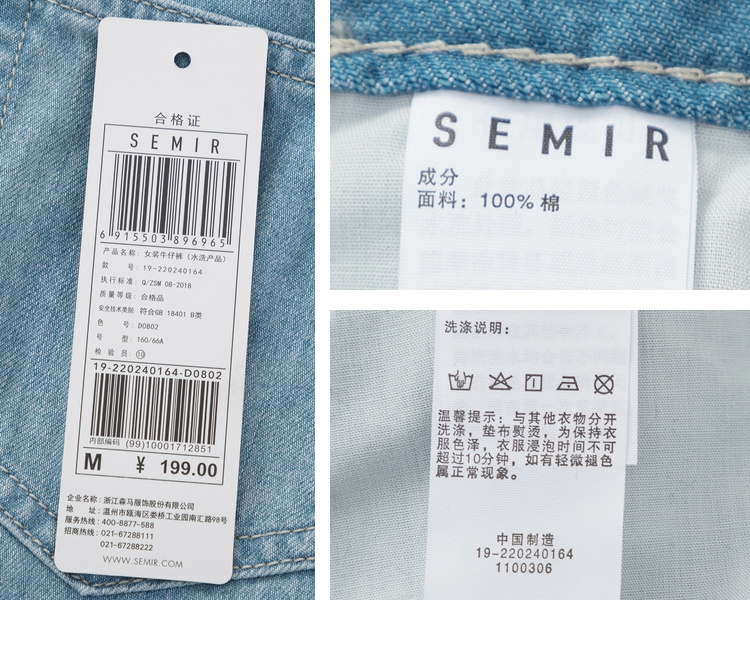 合格证
SEMIR
6 915503 896965
产品名称: 女装牛仔裤 (水洗产品)
款 号: 19-220240164
执行标准: Q/ZSM 08-2018
质量等级: 合格品
安全技术类别: 符合GB 18401 B类
色 号: D0802
号 型: 160/66A
检 验 员: ⑩
19-220240164-D0802
内部编码 (99)10001712851
M ¥ 199.00
企业名称: 浙江森马服饰股份有限公司
地 址: 温州市瓯海区娄桥工业园南汇路98号
服务热线: 400-8877-588
招商热线: 021-67288111
021-67288222
WWW.SEMIR.COM
SEMIR
成分
面料: 100% 棉
洗涤说明:
温馨提示: 与其他衣物分开
洗涤, 垫布熨烫, 为保持衣
服色泽, 衣服浸泡时间不可
超过10分钟, 如有轻微褪色
属正常现象。
中国制造
19-220240164
1100306